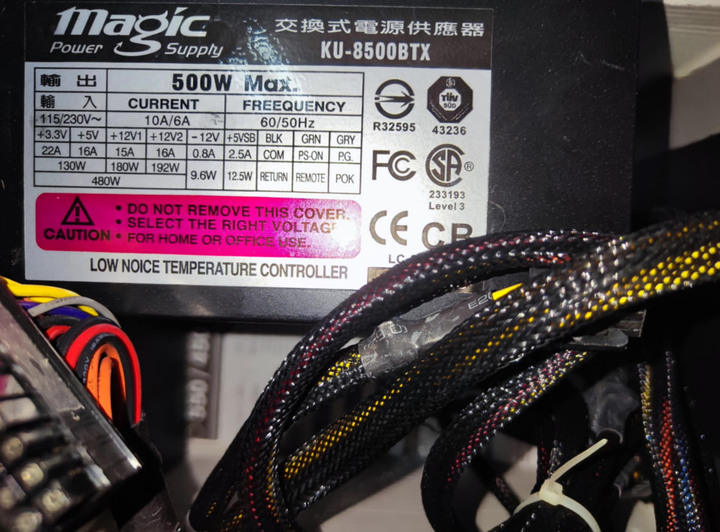 magic
Power Supply
交換式電源供應器
KU-8500BTX
輸出 500W Max.
輸入 CURRENT FREEQUENCY
115/230V~ 10A/6A 60/50Hz
+3.3V +5V +12V1 +12V2 -12V +5VSB BLK GRN GRY
22A 16A 15A 16A 0.8A 2.5A COM PS-ON P.G.
130W 180W 192W 9.6W 12.5W RETURN REMOTE POK
480W
R32595
TÜV
SÜD
43236
FC
SA®
233193
Level 3
CE CB
LC
CAUTION
• DO NOT REMOVE THIS COVER.
• SELECT THE RIGHT VOLTAGE
• FOR HOME OR OFFICE USE.
LOW NOICE TEMPERATURE CONTROLLER